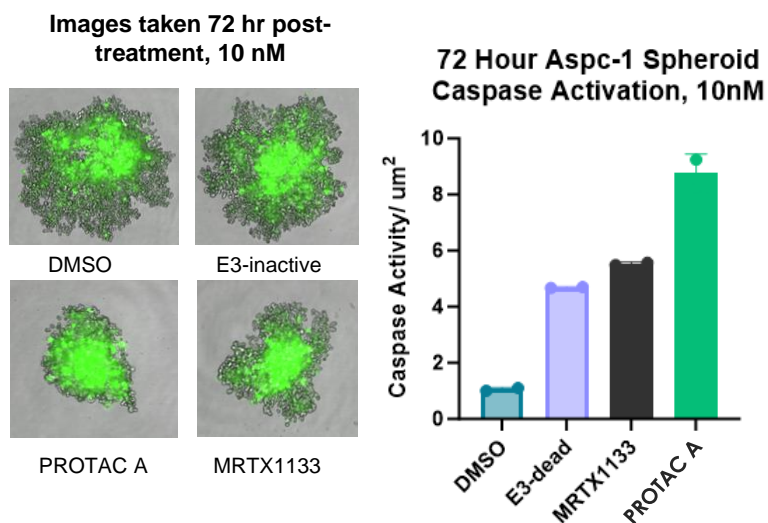 Images taken 72 hr post-
treatment, 10 nM
DMSO
E3-inactive
PROTAC A
MRTX1133
72 Hour Aspc-1 Spheroid
Caspase Activation, 10nM
Caspase Activity/ um²
10
8
6
4
2
0
DMSO
E3-dead
MRTX1133
PROTAC A